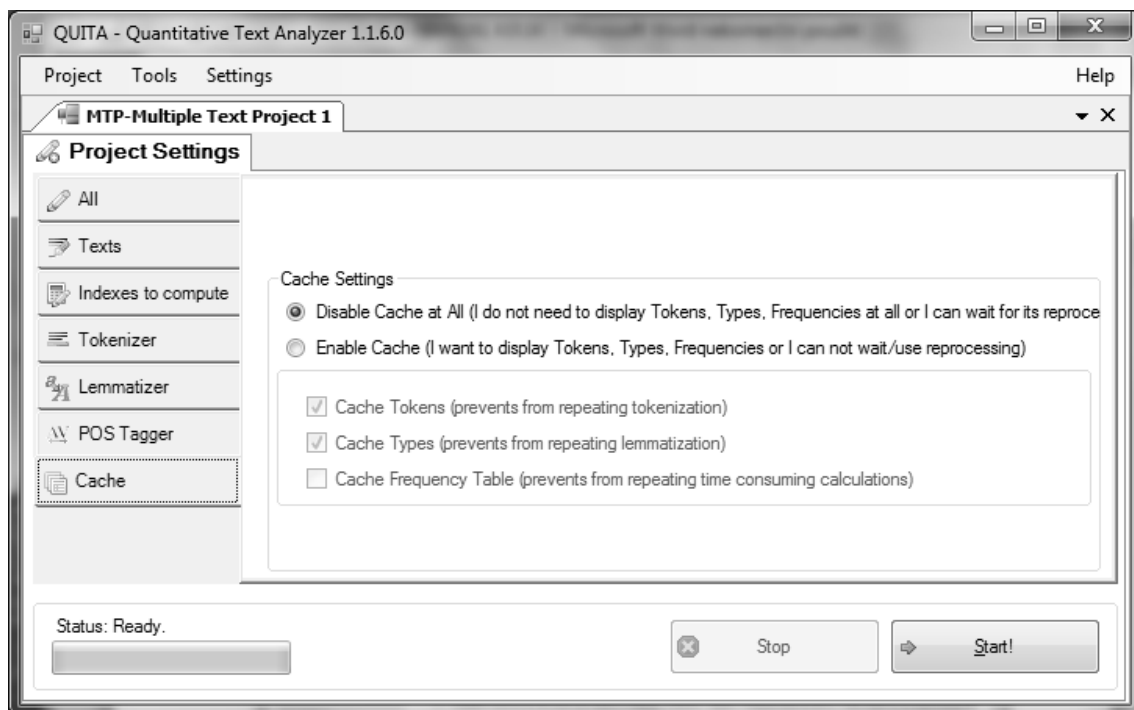 QUITA - Quantitative Text Analyzer 1.1.6.0
Project Tools Settings Help
MTP-Multiple Text Project 1
Project Settings
All
Texts
Indexes to compute
Tokenizer
Lemmatizer
POS Tagger
Cache
Cache Settings
Disable Cache at All (I do not need to display Tokens, Types, Frequencies at all or I can wait for its reproce
Enable Cache (I want to display Tokens, Types, Frequencies or I can not wait/use reprocessing)
Cache Tokens (prevents from repeating tokenization)
Cache Types (prevents from repeating lemmatization)
Cache Frequency Table (prevents from repeating time consuming calculations)
Status: Ready.
Stop
Start!